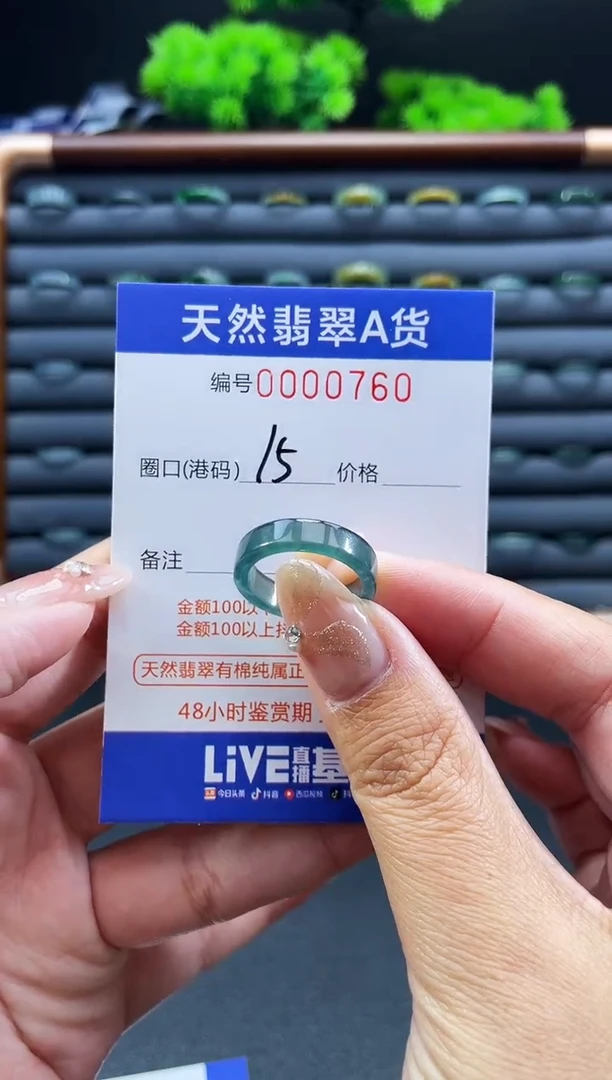 天然翡翠A货
编号0000760
圈口(港码) 15 价格
备注
金额100以
金额100以上
天然翡翠有棉纯属正
48小时鉴赏期
LiVE直播基
今日头条 抖音 西瓜视频 抖